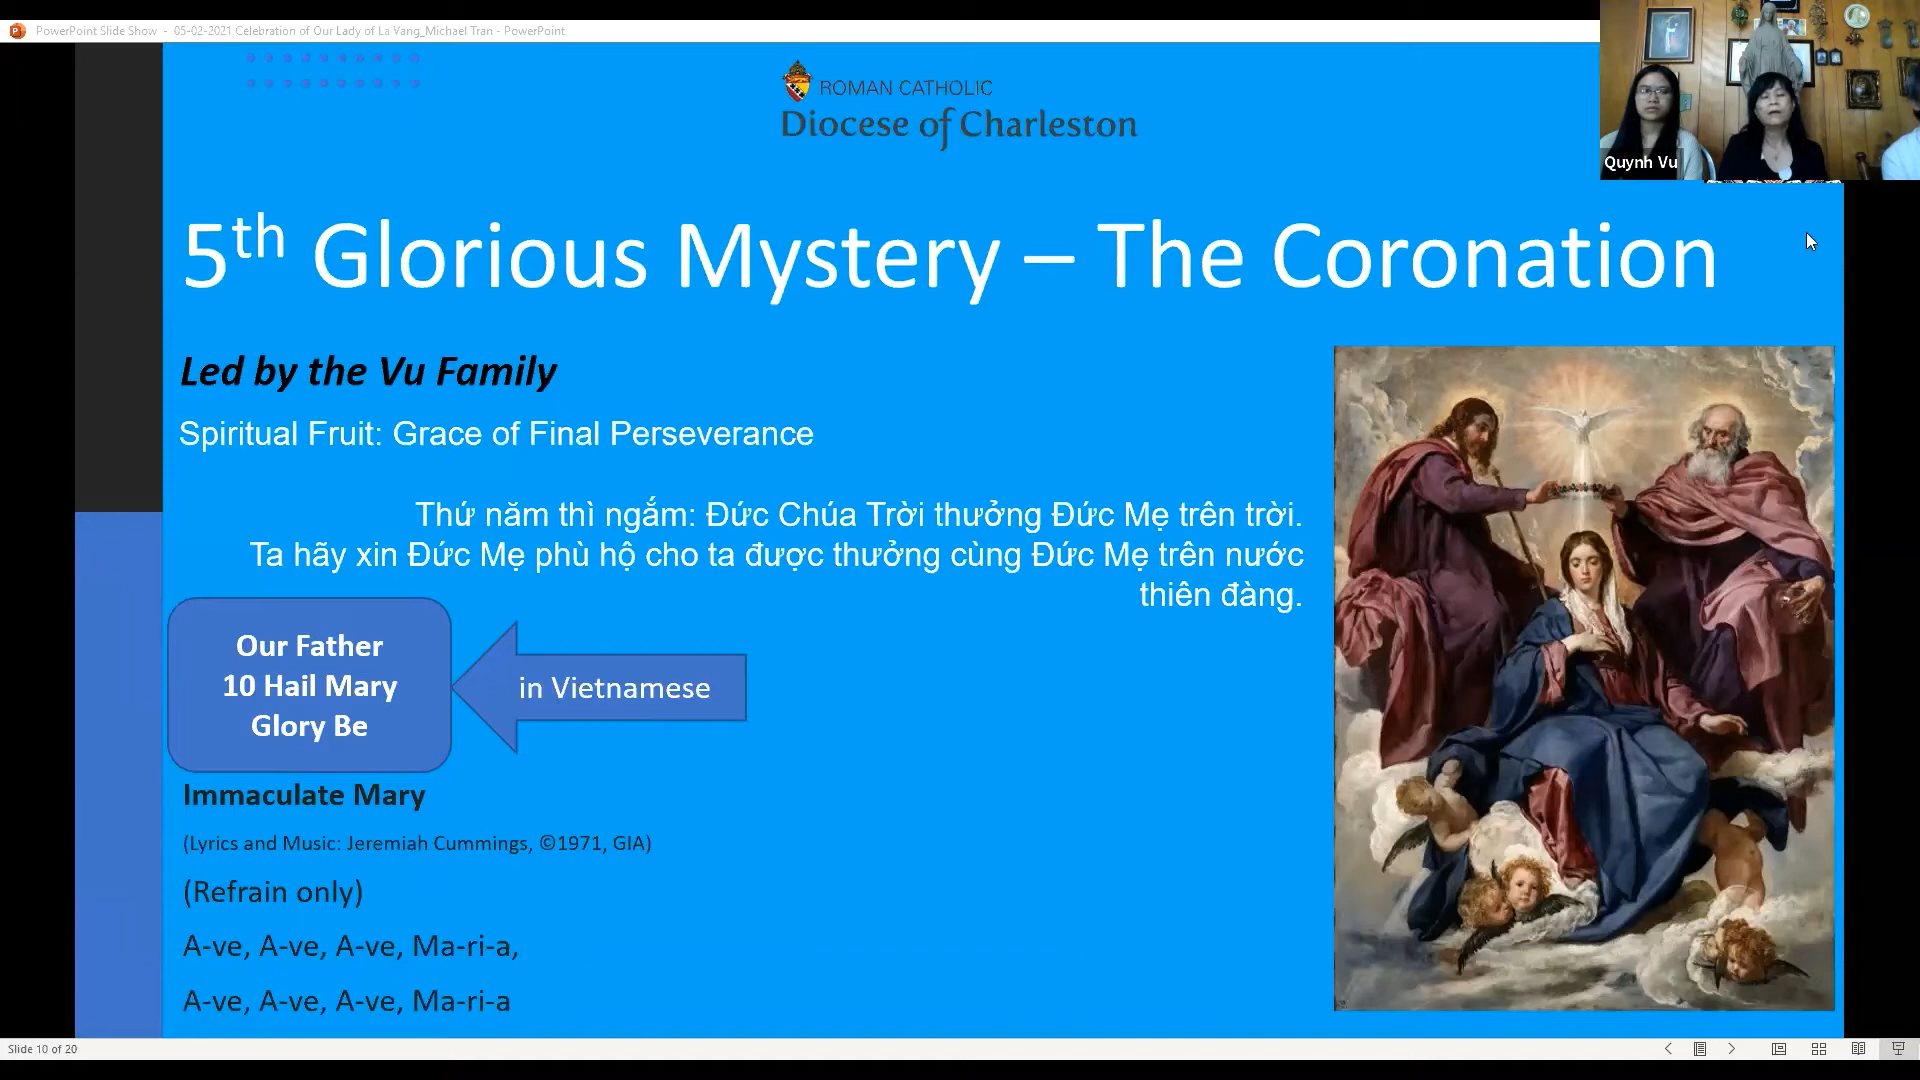 PowerPoint Slide Show - 05-02-2021 Celebration of Our Lady of La Vang_Michael Tran - PowerPoint
ROMAN CATHOLIC
Diocese of Charleston
Quynh Vu
5th Glorious Mystery – The Coronation
Led by the Vu Family
Spiritual Fruit: Grace of Final Perseverance
Thứ năm thì ngắm: Đức Chúa Trời thưởng Đức Mẹ trên trời.
Ta hãy xin Đức Mẹ phù hộ cho ta được thưởng cùng Đức Mẹ trên nước
thiên đàng.
Our Father
10 Hail Mary
Glory Be
in Vietnamese
Immaculate Mary
(Lyrics and Music: Jeremiah Cummings, ©1971, GIA)
(Refrain only)
A-ve, A-ve, A-ve, Ma-ri-a,
A-ve, A-ve, A-ve, Ma-ri-a
Slide 10 of 20